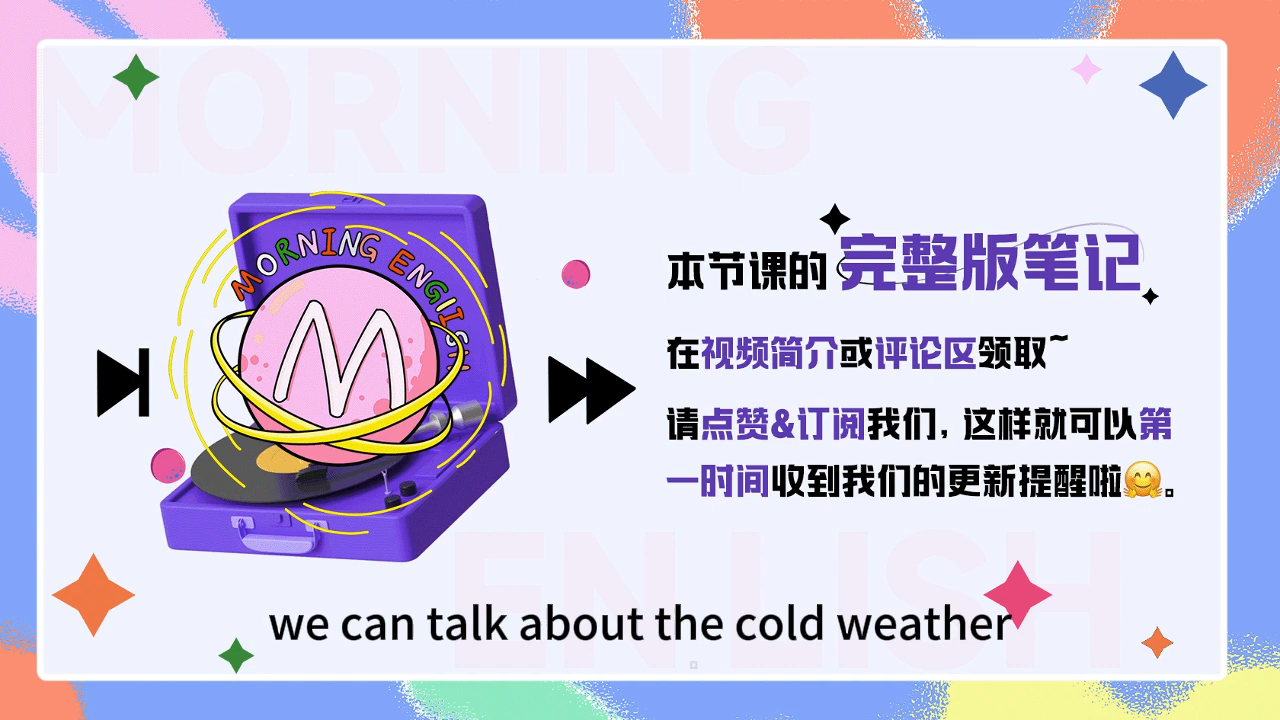 MORNING
MORNING ENGLISH
M
本节课的 完整版笔记
在视频简介或评论区领取~
请点赞&订阅我们, 这样就可以第
一时间收到我们的更新提醒啦🤗。
EN LISH
we can talk about the cold weather